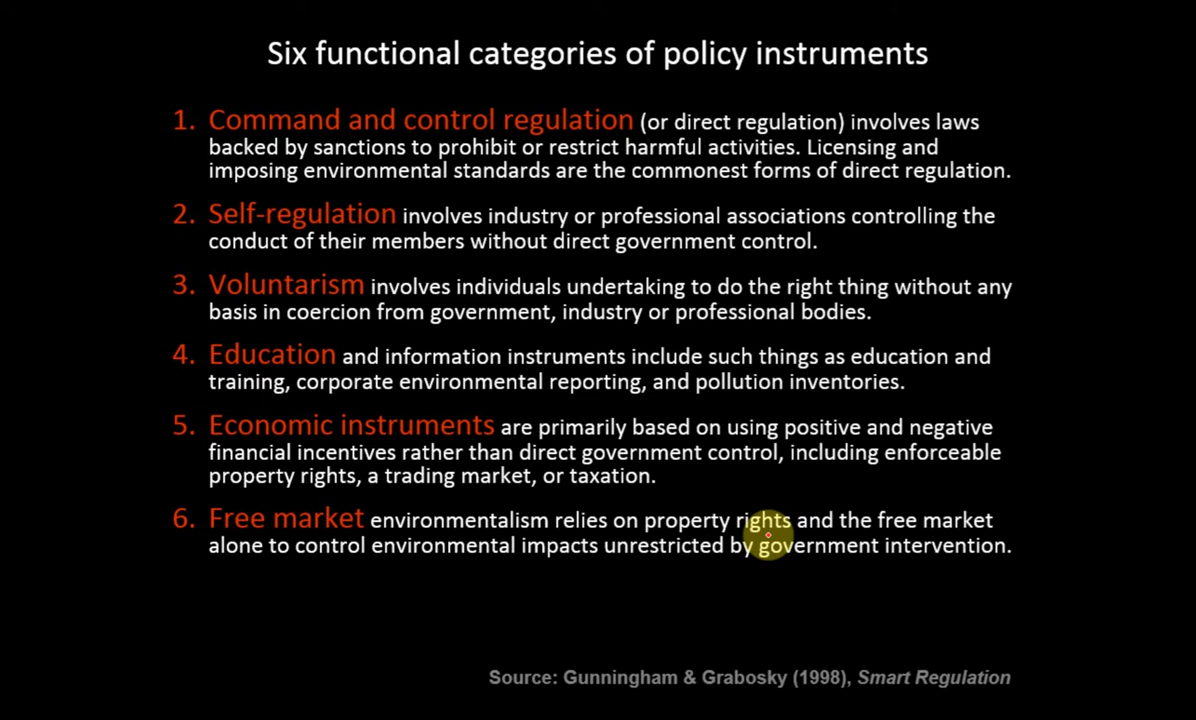 Six functional categories of policy instruments
1. Command and control regulation (or direct regulation) involves laws
backed by sanctions to prohibit or restrict harmful activities. Licensing and
imposing environmental standards are the commonest forms of direct regulation.
2. Self-regulation involves industry or professional associations controlling the
conduct of their members without direct government control.
3. Voluntarism involves individuals undertaking to do the right thing without any
basis in coercion from government, industry or professional bodies.
4. Education and information instruments include such things as education and
training, corporate environmental reporting, and pollution inventories.
5. Economic instruments are primarily based on using positive and negative
financial incentives rather than direct government control, including enforceable
property rights, a trading market, or taxation.
6. Free market environmentalism relies on property rights and the free market
alone to control environmental impacts unrestricted by government intervention.
Source: Gunningham & Grabosky (1998), Smart Regulation